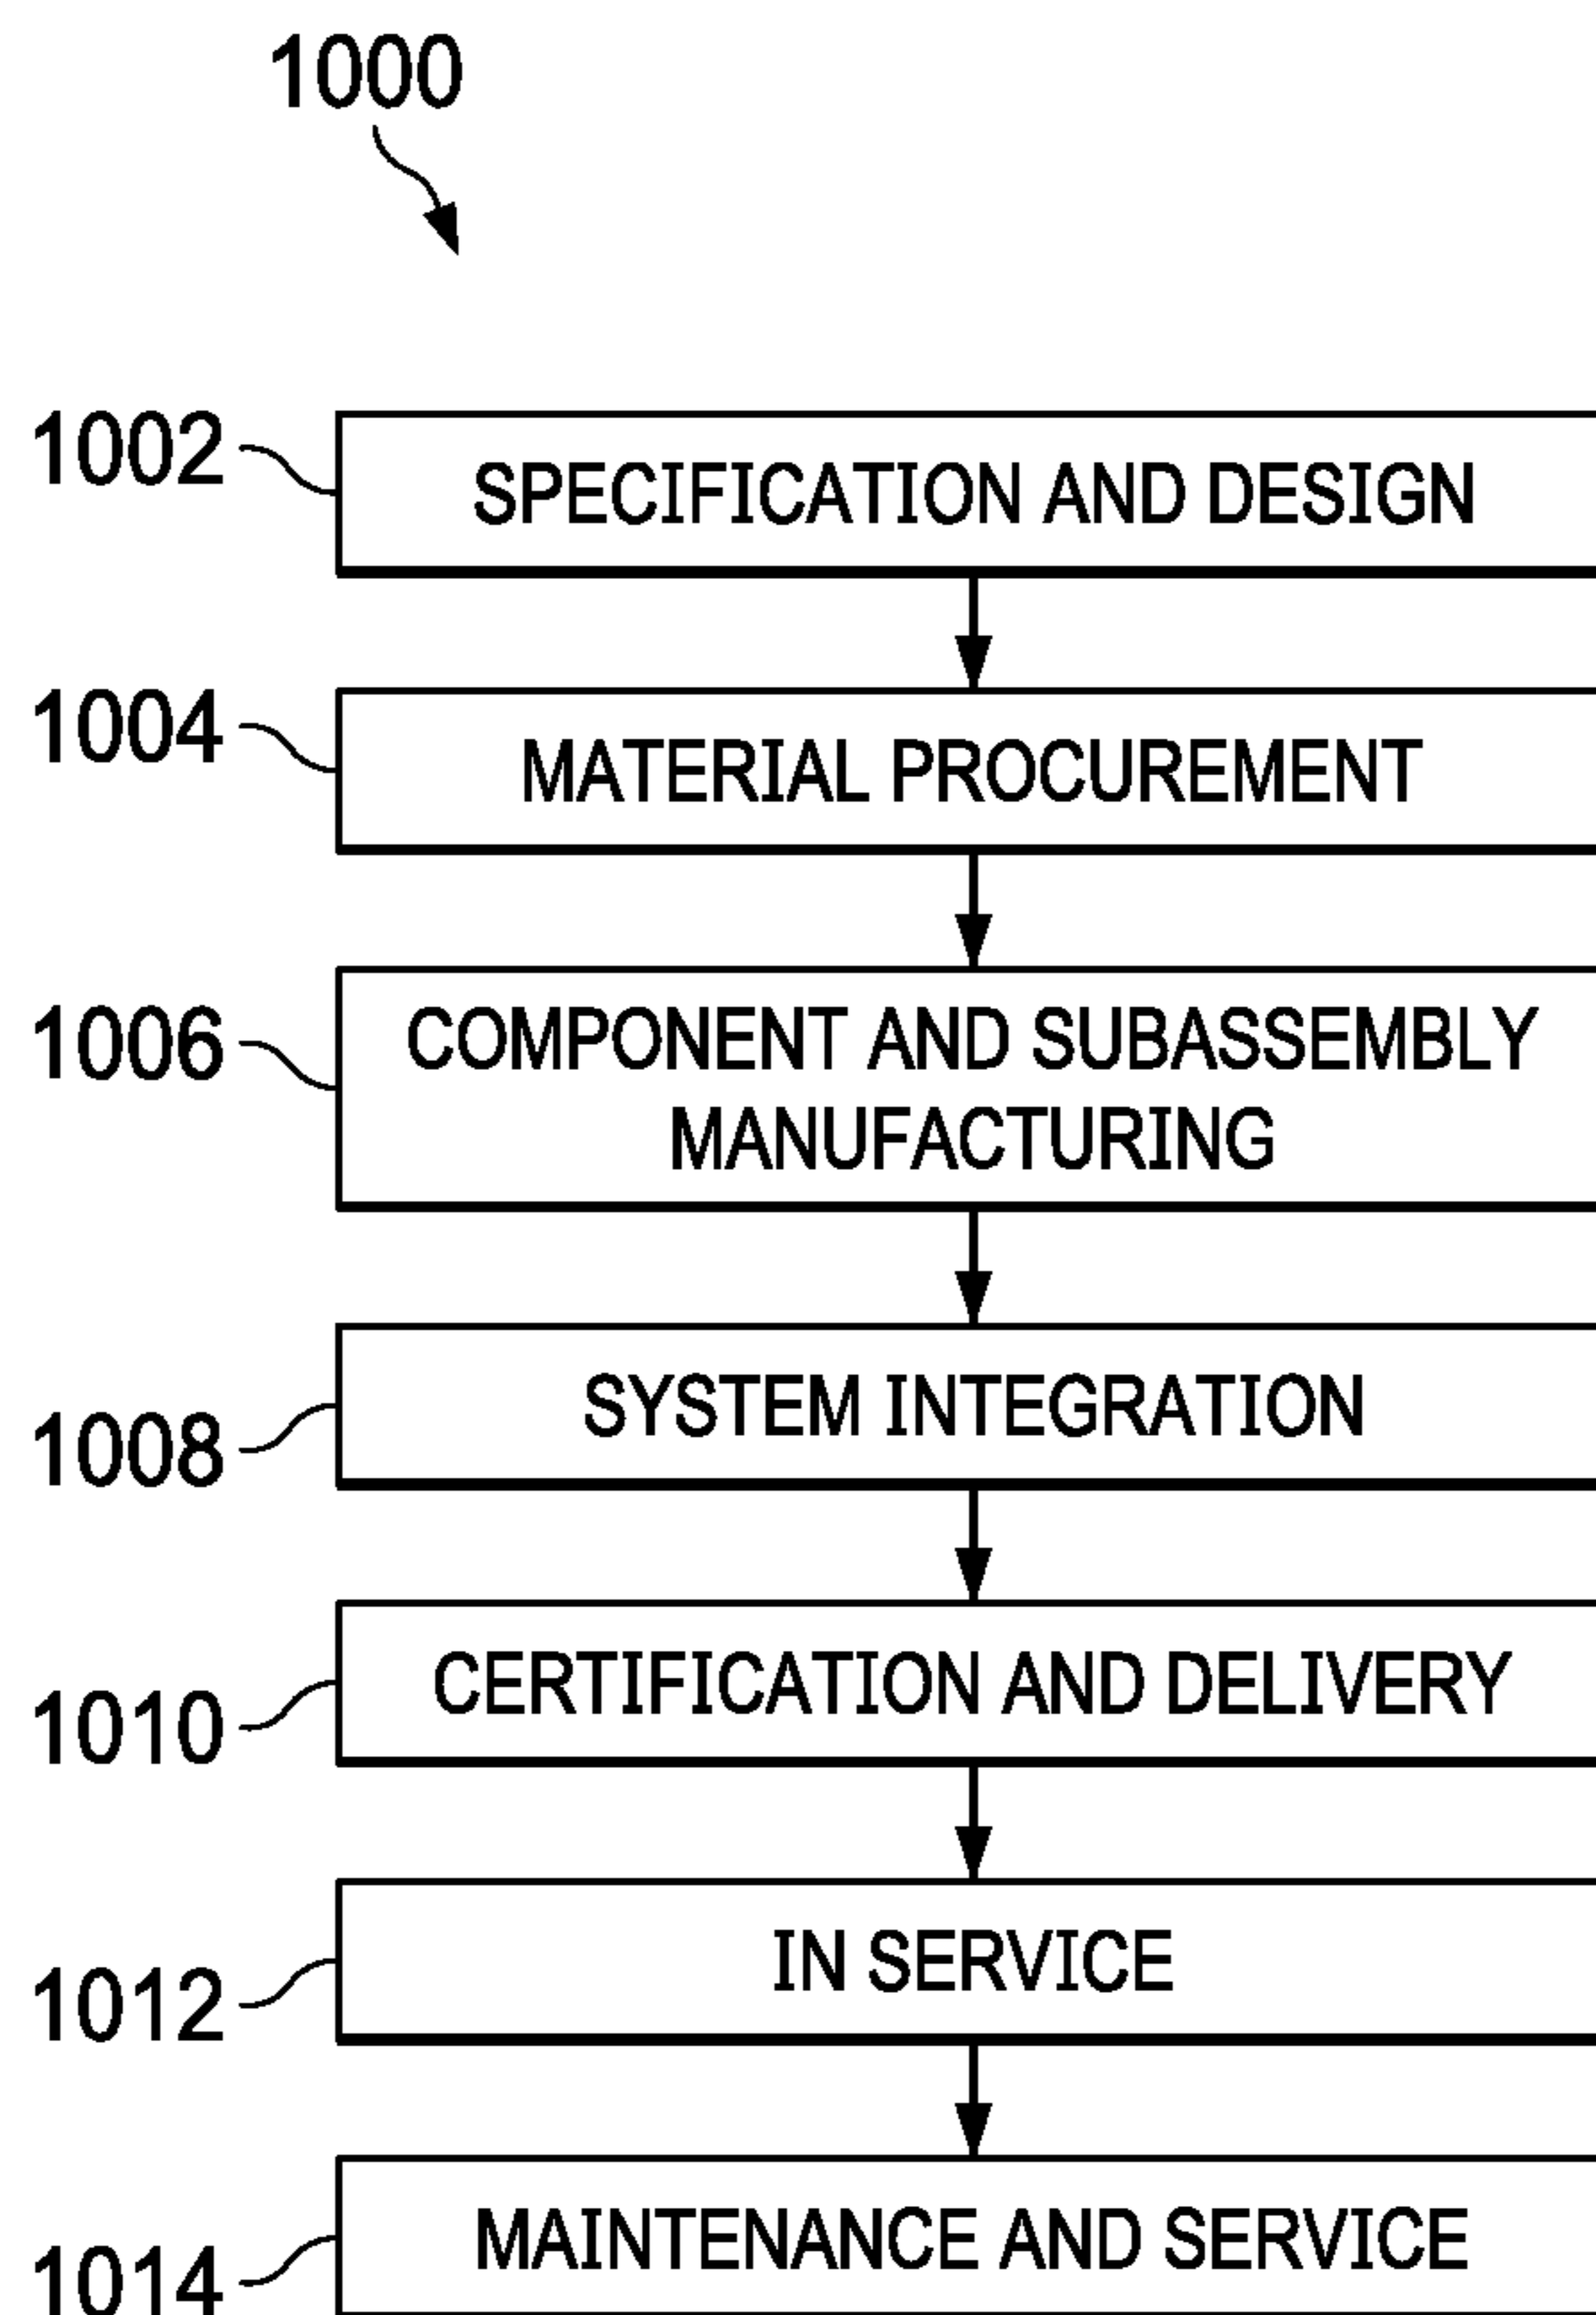 1000
1002
SPECIFICATION AND DESIGN
1004
MATERIAL PROCUREMENT
1006
COMPONENT AND SUBASSEMBLY
MANUFACTURING
1008
SYSTEM INTEGRATION
1010
CERTIFICATION AND DELIVERY
1012
IN SERVICE
1014
MAINTENANCE AND SERVICE